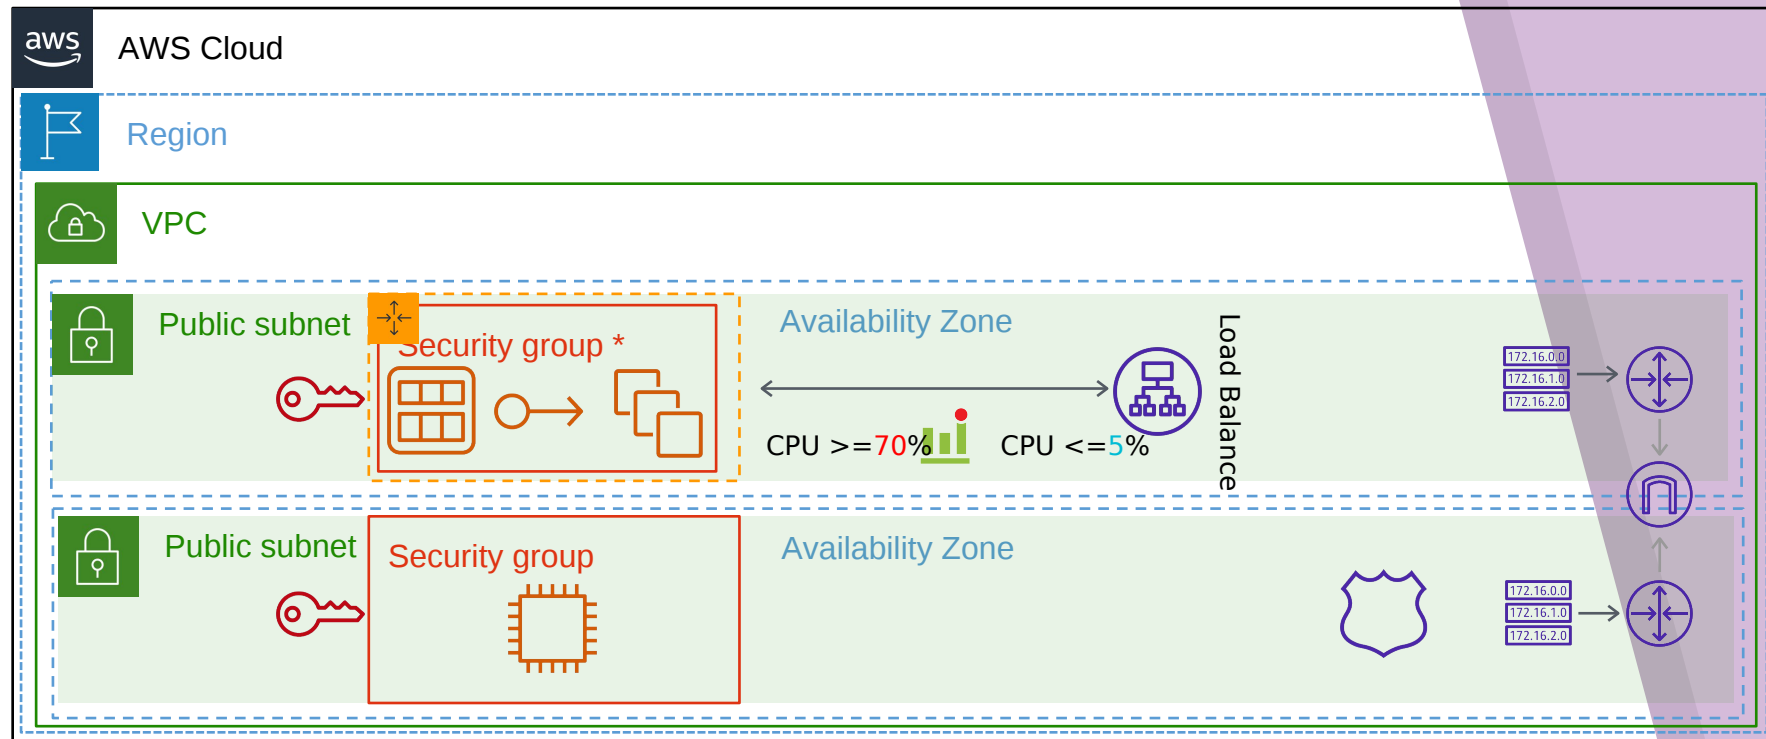 aws
AWS Cloud
Region
VPC
Public subnet
Security group *
Availability Zone
CPU >=70%
CPU <=5%
Load Balance
172.16.0.0
172.16.1.0
172.16.2.0
Public subnet
Security group
Availability Zone
172.16.0.0
172.16.1.0
172.16.2.0